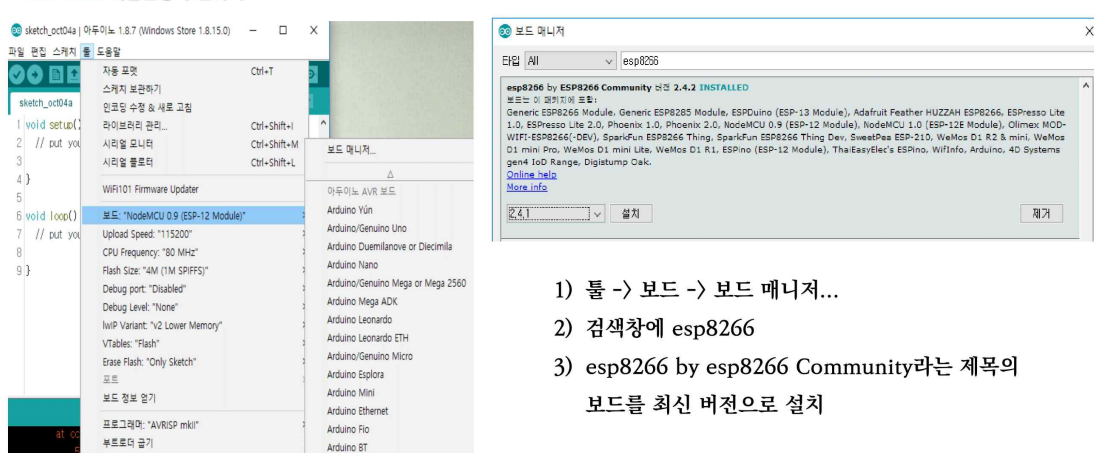 sketch_oct04a | 아두이노 1.8.7 (Windows Store 1.8.15.0)
파일 편집 스케치 툴 도움말
sketch_oct04a
1 void setup()
2 // put you
3
4 }
5
6 void loop()
7 // put you
8
9 }
at co
자동 포맷 Ctrl+T
스케치 보관하기
인코딩 수정 & 새로 고침
라이브러리 관리... Ctrl+Shift+I
시리얼 모니터 Ctrl+Shift+M
시리얼 플로터 Ctrl+Shift+L
WiFi101 Firmware Updater
보드: "NodeMCU 0.9 (ESP-12 Module)"
Upload Speed: "115200"
CPU Frequency: "80 MHz"
Flash Size: "4M (1M SPIFFS)"
Debug port: "Disabled"
Debug Level: "None"
lwIP Variant: "v2 Lower Memory"
VTables: "Flash"
Erase Flash: "Only Sketch"
포트
보드 정보 얻기
프로그래머: "AVRISP mkII"
부트로더 굽기
보드 매니저...
아두이노 AVR 보드
Arduino Yún
Arduino/Genuino Uno
Arduino Duemilanove or Diecimila
Arduino Nano
Arduino/Genuino Mega or Mega 2560
Arduino Mega ADK
Arduino Leonardo
Arduino Leonardo ETH
Arduino/Genuino Micro
Arduino Esplora
Arduino Mini
Arduino Ethernet
Arduino Fio
Arduino BT
보드 매니저
타입 All esp8266
esp8266 by ESP8266 Community 버전 2.4.2 INSTALLED
보드는 이 패키지에 포함:
Generic ESP8266 Module, Generic ESP8285 Module, ESPDuino (ESP-13 Module), Adafruit Feather HUZZAH ESP8266, ESPresso Lite
1.0, ESPresso Lite 2.0, Phoenix 1.0, Phoenix 2.0, NodeMCU 0.9 (ESP-12 Module), NodeMCU 1.0 (ESP-12E Module), Olimex MOD-
WIFI-ESP8266(-DEV), SparkFun ESP8266 Thing, SparkFun ESP8266 Thing Dev, SweetPea ESP-210, WeMos D1 R2 & mini, WeMos
D1 mini Pro, WeMos D1 mini Lite, WeMos D1 R1, ESPino (ESP-12 Module), ThaiEasyElec's ESPino, WifInfo, Arduino, 4D Systems
gen4 IoD Range, Digistump Oak.
Online help
More info
2.4.1 설치 제거
1) 툴 -> 보드 -> 보드 매니저...
2) 검색창에 esp8266
3) esp8266 by esp8266 Community라는 제목의
보드를 최신 버전으로 설치